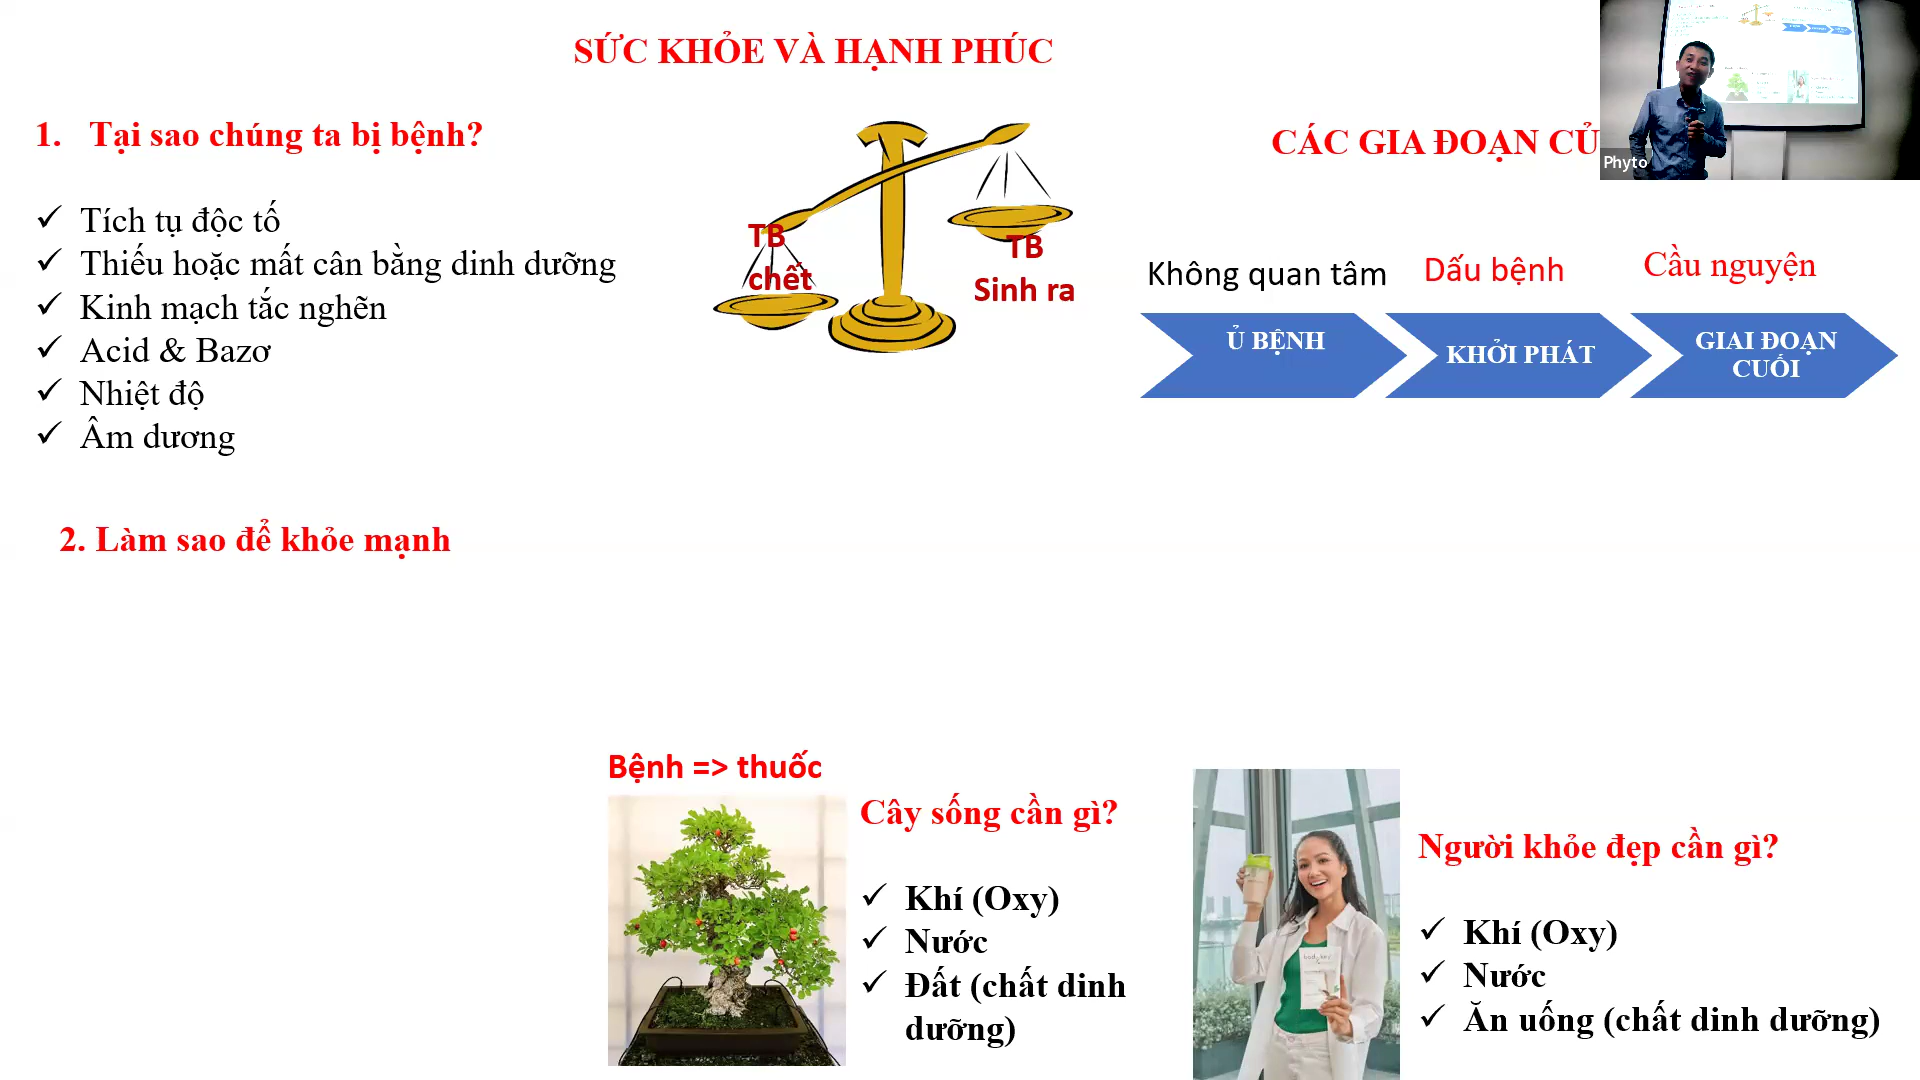 SỨC KHỎE VÀ HẠNH PHÚC
1. Tại sao chúng ta bị bệnh?
Tích tụ độc tố
Thiếu hoặc mất cân bằng dinh dưỡng
Kinh mạch tắc nghẽn
Acid & Bazơ
Nhiệt độ
Âm dương
TB
chết
TB
Sinh ra
CÁC GIA ĐOẠN CỦ
Phyto
Không quan tâm
Dấu bệnh
Cầu nguyện
Ủ BỆNH
KHỞI PHÁT
GIAI ĐOẠN
CUỐI
2. Làm sao để khỏe mạnh
Bệnh => thuốc
Cây sống cần gì?
Khí (Oxy)
Nước
Đất (chất dinh
dưỡng)
Người khỏe đẹp cần gì?
Khí (Oxy)
Nước
Ăn uống (chất dinh dưỡng)